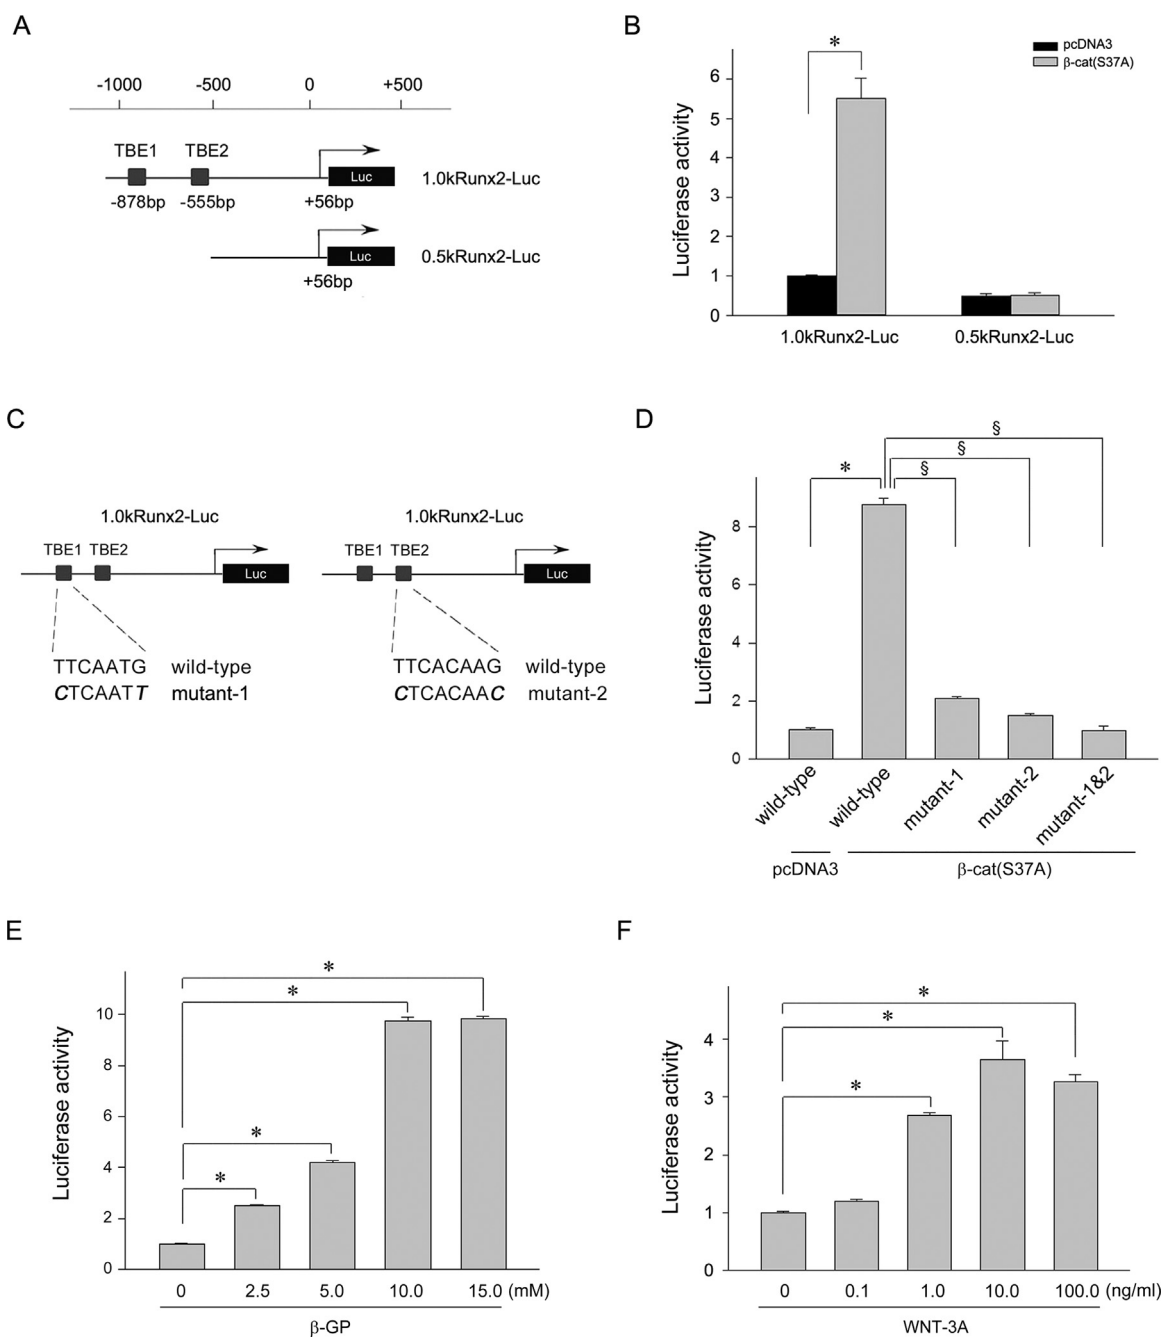 A
-1000 -500 0 +500
TBE1 TBE2
Luc 1.0kRunx2-Luc
-878bp -555bp +56bp
Luc 0.5kRunx2-Luc
+56bp
B
pcDNA3
β-cat(S37A)
*
Luciferase activity
6
5
4
3
2
1
0
1.0kRunx2-Luc 0.5kRunx2-Luc
C
1.0kRunx2-Luc 1.0kRunx2-Luc
TBE1 TBE2 TBE1 TBE2
Luc Luc
TTCAATG wild-type TTCACAAG wild-type
CTCAATT mutant-1 CTCACAAC mutant-2
D
§
§
* §
Luciferase activity
8
6
4
2
0
wild-type wild-type mutant-1 mutant-2 mutant-1&2
pcDNA3 β-cat(S37A)
E
*
*
*
*
Luciferase activity
10
8
6
4
2
0
0 2.5 5.0 10.0 15.0 (mM)
β-GP
F
*
*
*
Luciferase activity
4
3
2
1
0
0 0.1 1.0 10.0 100.0 (ng/ml)
WNT-3A